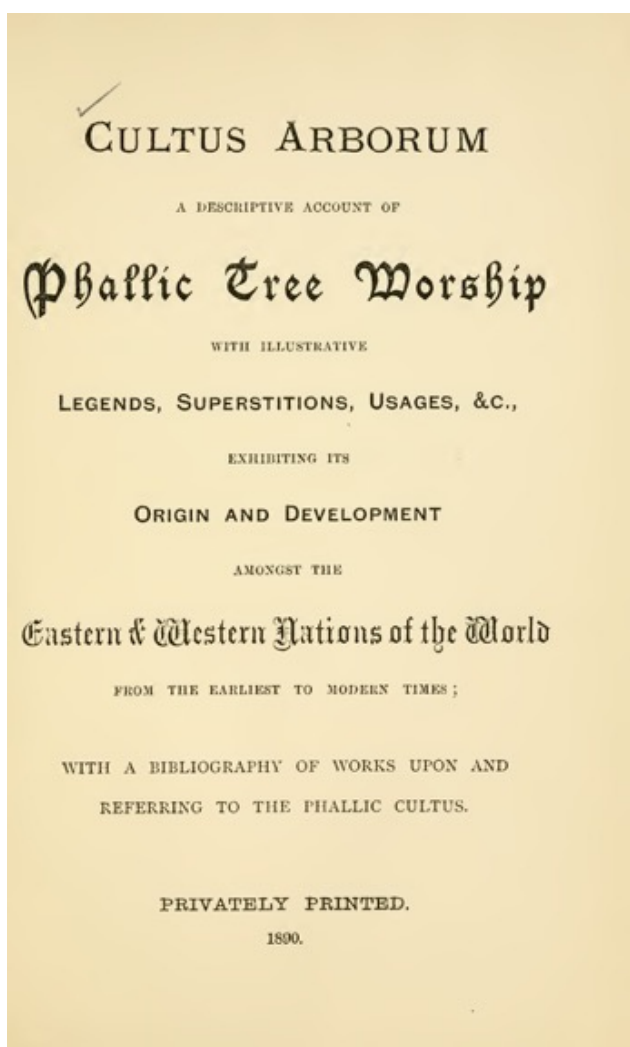 CULTUS ARBORUM
A DESCRIPTIVE ACCOUNT OF
Phallic Tree Worship
WITH ILLUSTRATIVE
LEGENDS, SUPERSTITIONS, USAGES, &C.,
EXHIBITING ITS
ORIGIN AND DEVELOPMENT
AMONGST THE
Eastern & Western Nations of the World
FROM THE EARLIEST TO MODERN TIMES;
WITH A BIBLIOGRAPHY OF WORKS UPON AND
REFERRING TO THE PHALLIC CULTUS.
PRIVATELY PRINTED.
1890.